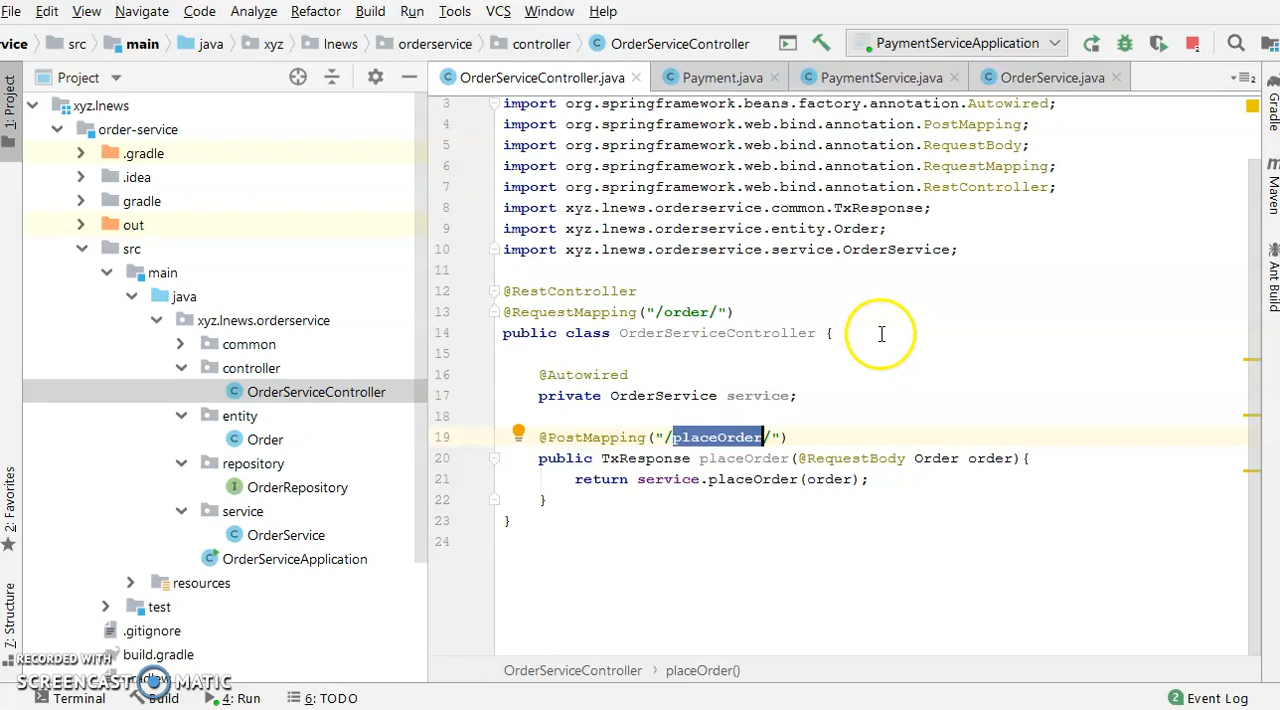 File Edit View Navigate Code Analyze Refactor Build Run Tools VCS Window Help
rvice src main java xyz lnews orderservice controller OrderServiceController PaymentServiceApplication
1: Project
Project
OrderServiceController.java Payment.java PaymentService.java OrderService.java
xyz.lnews
order-service
.gradle
.idea
gradle
out
src
main
java
xyz.lnews.orderservice
common
controller
OrderServiceController
entity
Order
repository
OrderRepository
service
OrderService
OrderServiceApplication
resources
test
.gitignore
build.gradle
3 import org.springframework.beans.factory.annotation.Autowired;
4 import org.springframework.web.bind.annotation.PostMapping;
5 import org.springframework.web.bind.annotation.RequestBody;
6 import org.springframework.web.bind.annotation.RequestMapping;
7 import org.springframework.web.bind.annotation.RestController;
8 import xyz.lnews.orderservice.common.TxResponse;
9 import xyz.lnews.orderservice.entity.Order;
10 import xyz.lnews.orderservice.service.OrderService;
11
12 @RestController
13 @RequestMapping("/order/")
14 public class OrderServiceController {
15
16 @Autowired
17 private OrderService service;
18
19 @PostMapping("/placeOrder/")
20 public TxResponse placeOrder(@RequestBody Order order){
21 return service.placeOrder(order);
22 }
23 }
24
OrderServiceController placeOrder()
2: Favorites
Z: Structure
Gradle
Maven
Ant Build
RECORDED WITH
SCREENCAST MATIC
Terminal Build 4: Run 6: TODO 2 Event Log